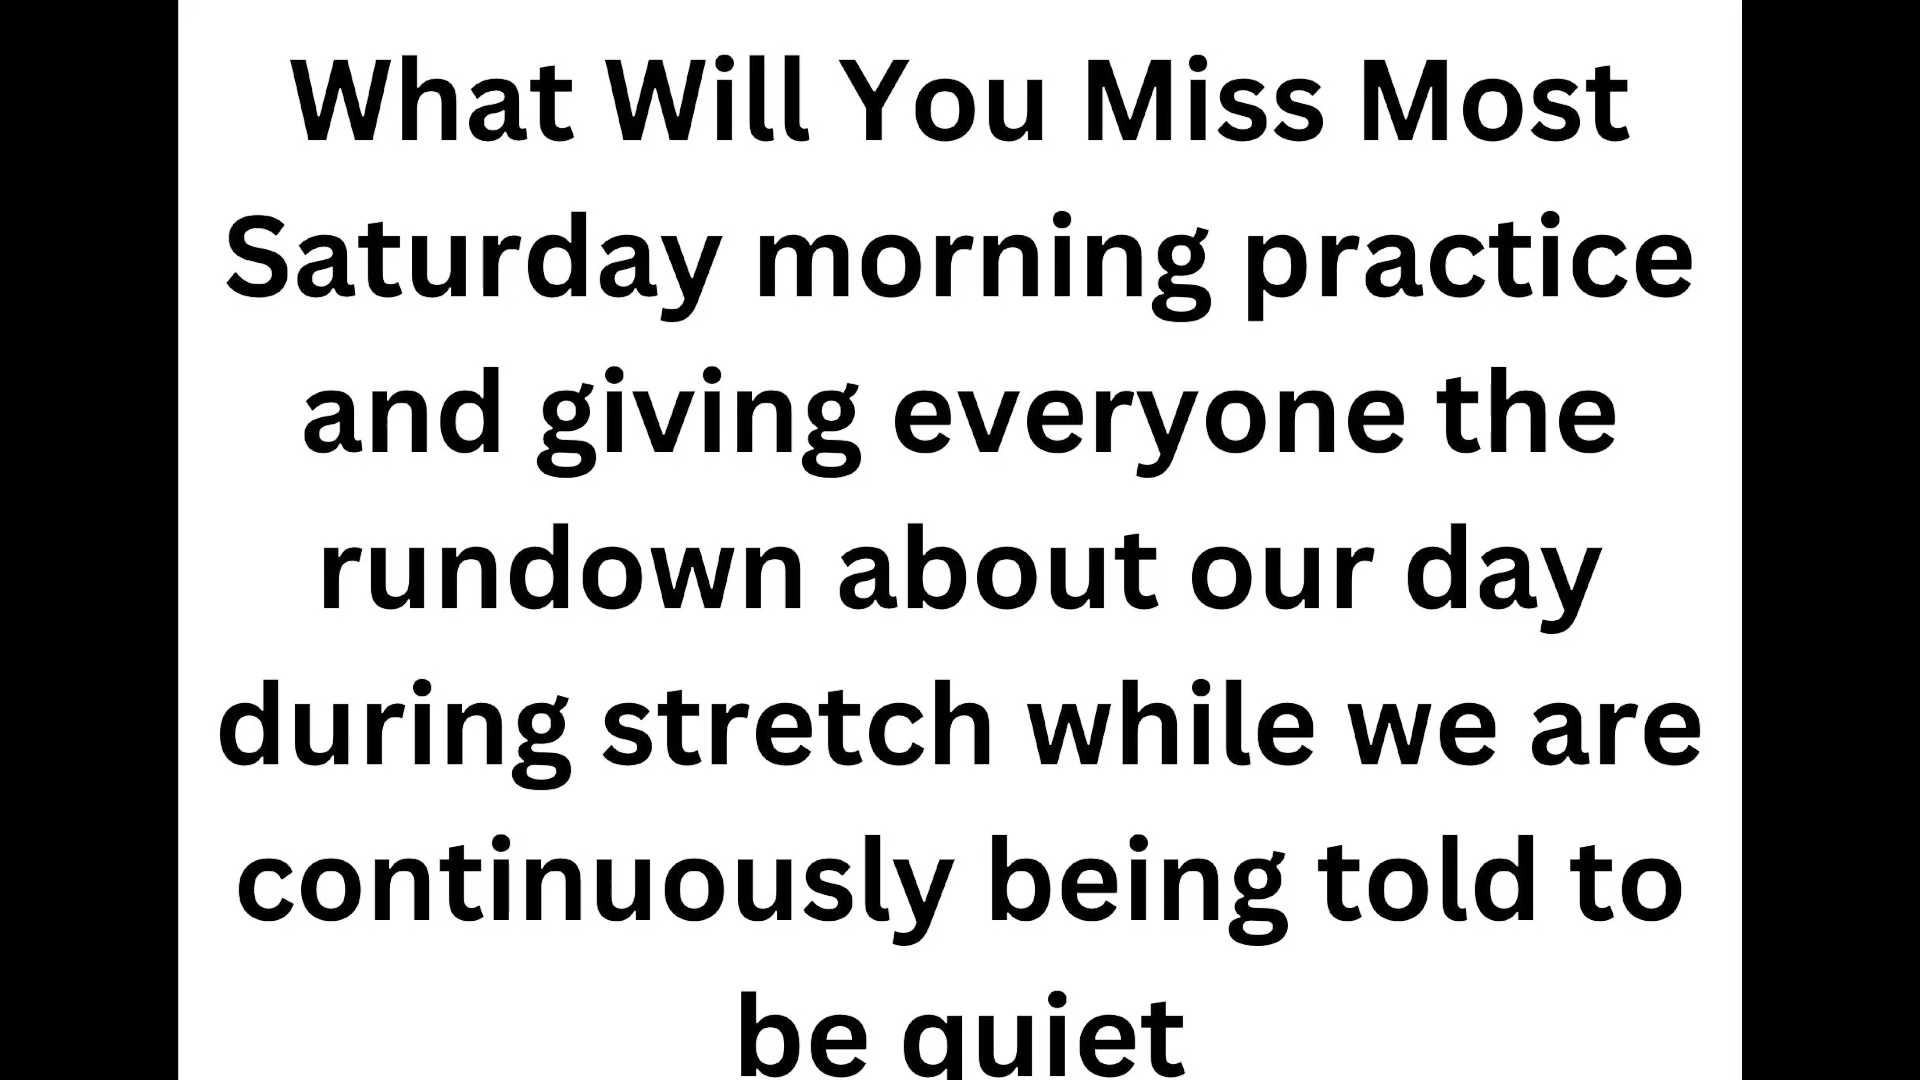 What Will You Miss Most
Saturday morning practice
and giving everyone the
rundown about our day
during stretch while we are
continuously being told to
be quiet